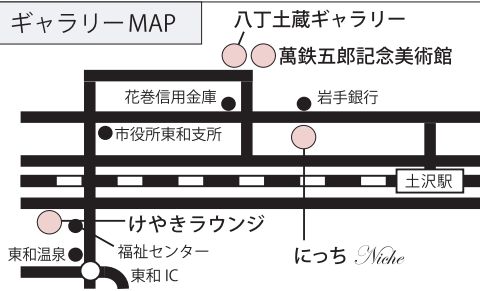 ギャラリーMAP
八丁土蔵ギャラリー
萬鉄五郎記念美術館
花巻信用金庫
岩手銀行
市役所東和支所
土沢駅
けやきラウンジ
福祉センター
にっち Niche
東和温泉
東和 IC